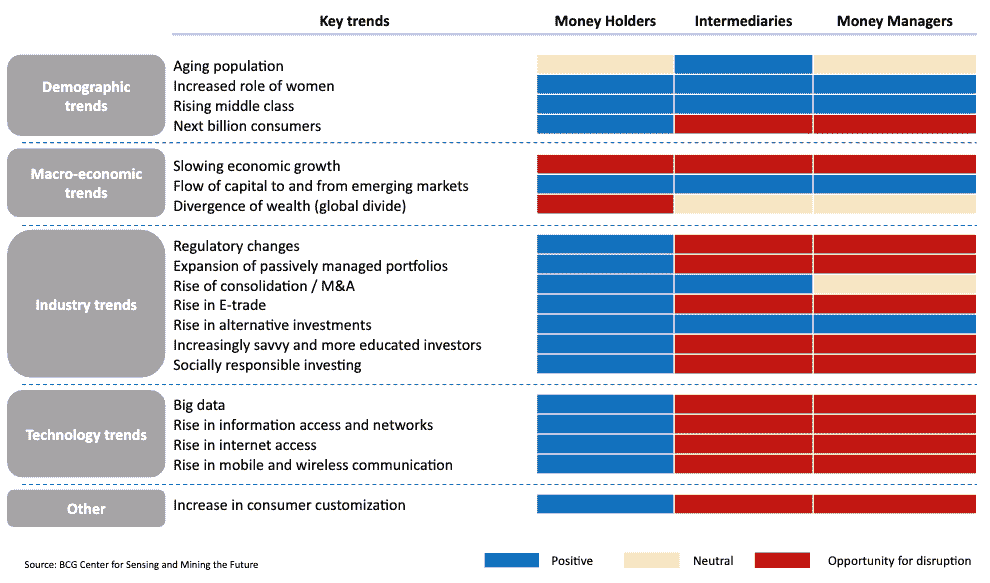 Key trends Money Holders Intermediaries Money Managers
Demographic
trends
Aging population
Increased role of women
Rising middle class
Next billion consumers
Macro-economic
trends
Slowing economic growth
Flow of capital to and from emerging markets
Divergence of wealth (global divide)
Industry trends
Regulatory changes
Expansion of passively managed portfolios
Rise of consolidation / M&A
Rise in E-trade
Rise in alternative investments
Increasingly savvy and more educated investors
Socially responsible investing
Technology trends
Big data
Rise in information access and networks
Rise in internet access
Rise in mobile and wireless communication
Other
Increase in consumer customization
Source: BCG Center for Sensing and Mining the Future
Positive Neutral Opportunity for disruption